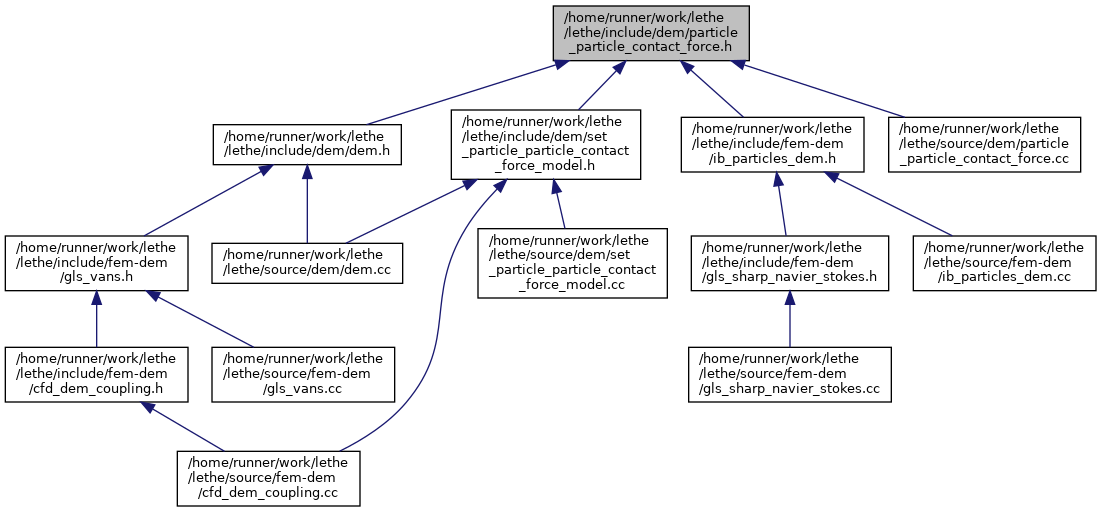 /home/runner/work/lethe
/lethe/include/dem/particle
_particle_contact_force.h
/home/runner/work/lethe
/lethe/include/dem/dem.h
/home/runner/work/lethe
/lethe/include/dem/set
_particle_particle_contact
_force_model.h
/home/runner/work/lethe
/lethe/include/fem-dem
/ib_particles_dem.h
/home/runner/work/lethe
/lethe/source/dem/particle
_particle_contact_force.cc
/home/runner/work/lethe
/lethe/include/fem-dem
/gls_vans.h
/home/runner/work/lethe
/lethe/source/dem/dem.cc
/home/runner/work/lethe
/lethe/source/dem/set
_particle_particle_contact
_force_model.cc
/home/runner/work/lethe
/lethe/include/fem-dem
/gls_sharp_navier_stokes.h
/home/runner/work/lethe
/lethe/source/fem-dem
/ib_particles_dem.cc
/home/runner/work/lethe
/lethe/include/fem-dem
/cfd_dem_coupling.h
/home/runner/work/lethe
/lethe/source/fem-dem
/gls_vans.cc
/home/runner/work/lethe
/lethe/source/fem-dem
/gls_sharp_navier_stokes.cc
/home/runner/work/lethe
/lethe/source/fem-dem
/cfd_dem_coupling.cc